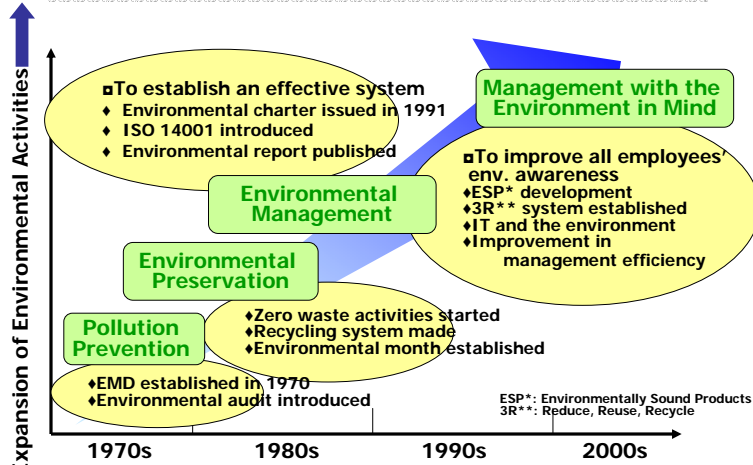 Expansion of Environmental Activities
◘To establish an effective system
♦ Environmental charter issued in 1991
♦ ISO 14001 introduced
♦ Environmental report published
Management with the
Environment in Mind
◘To improve all employees'
env. awareness
♦ESP* development
♦3R** system established
♦IT and the environment
♦Improvement in
management efficiency
Environmental
Management
Environmental
Preservation
♦Zero waste activities started
♦Recycling system made
♦Environmental month established
Pollution
Prevention
♦EMD established in 1970
♦Environmental audit introduced
ESP*: Environmentally Sound Products
3R**: Reduce, Reuse, Recycle
1970s 1980s 1990s 2000s